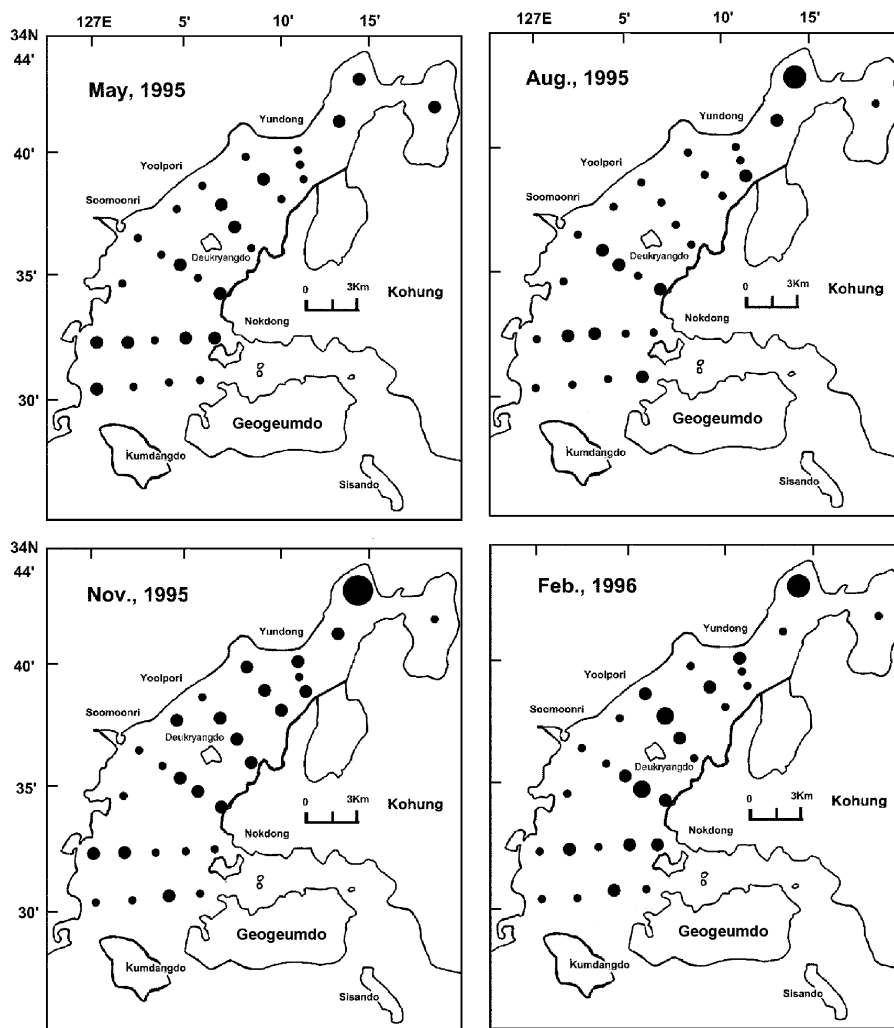 127E 5' 10' 15'
127E 5' 10' 15'
34N
44'
May, 1995
Aug., 1995
Yundong
Yundong
40'
Yoolpori
Yoolpori
Soomoonri
Soomoonri
Deukryangdo
Deukryangdo
35'
0 3Km
Kohung
0 3Km
Kohung
Nokdong
Nokdong
30'
Geogeumdo
Geogeumdo
Kumdangdo
Kumdangdo
Sisando
Sisando
34N
44'
Nov., 1995
Feb., 1996
Yundong
Yundong
40'
Yoolpori
Yoolpori
Soomoonri
Soomoonri
Deukryangdo
Deukryangdo
35'
0 3Km
Kohung
0 3Km
Kohung
Nokdong
Nokdong
30'
Geogeumdo
Geogeumdo
Kumdangdo
Kumdangdo
Sisando
Sisando